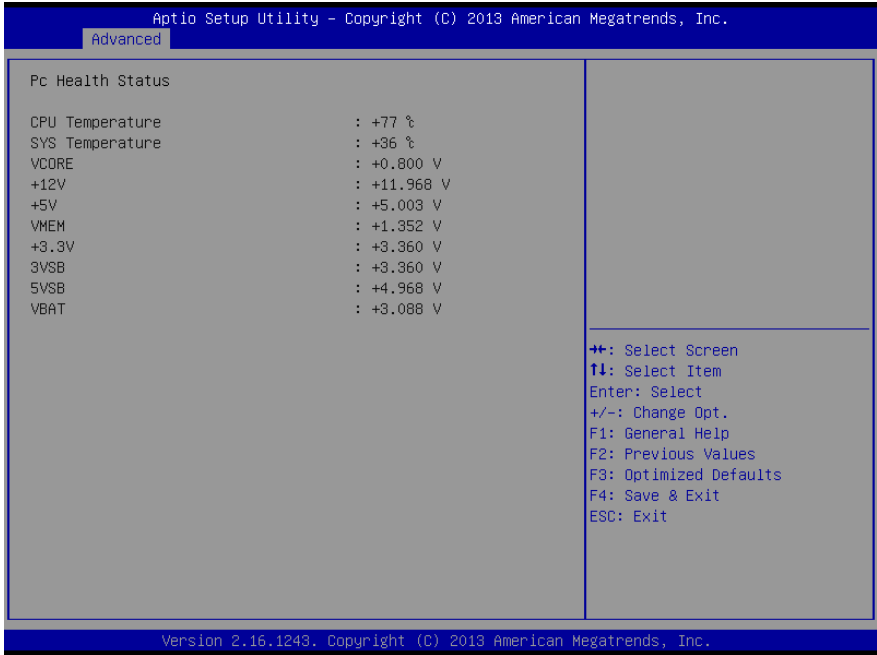 Aptio Setup Utility – Copyright (C) 2013 American Megatrends, Inc.
Advanced
Pc Health Status
CPU Temperature : +77 ℃
SYS Temperature : +36 ℃
VCORE : +0.800 V
+12V : +11.968 V
+5V : +5.003 V
VMEM : +1.352 V
+3.3V : +3.360 V
3VSB : +3.360 V
5VSB : +4.968 V
VBAT : +3.088 V
→←: Select Screen
↑↓: Select Item
Enter: Select
+/-: Change Opt.
F1: General Help
F2: Previous Values
F3: Optimized Defaults
F4: Save & Exit
ESC: Exit
Version 2.16.1243. Copyright (C) 2013 American Megatrends, Inc.